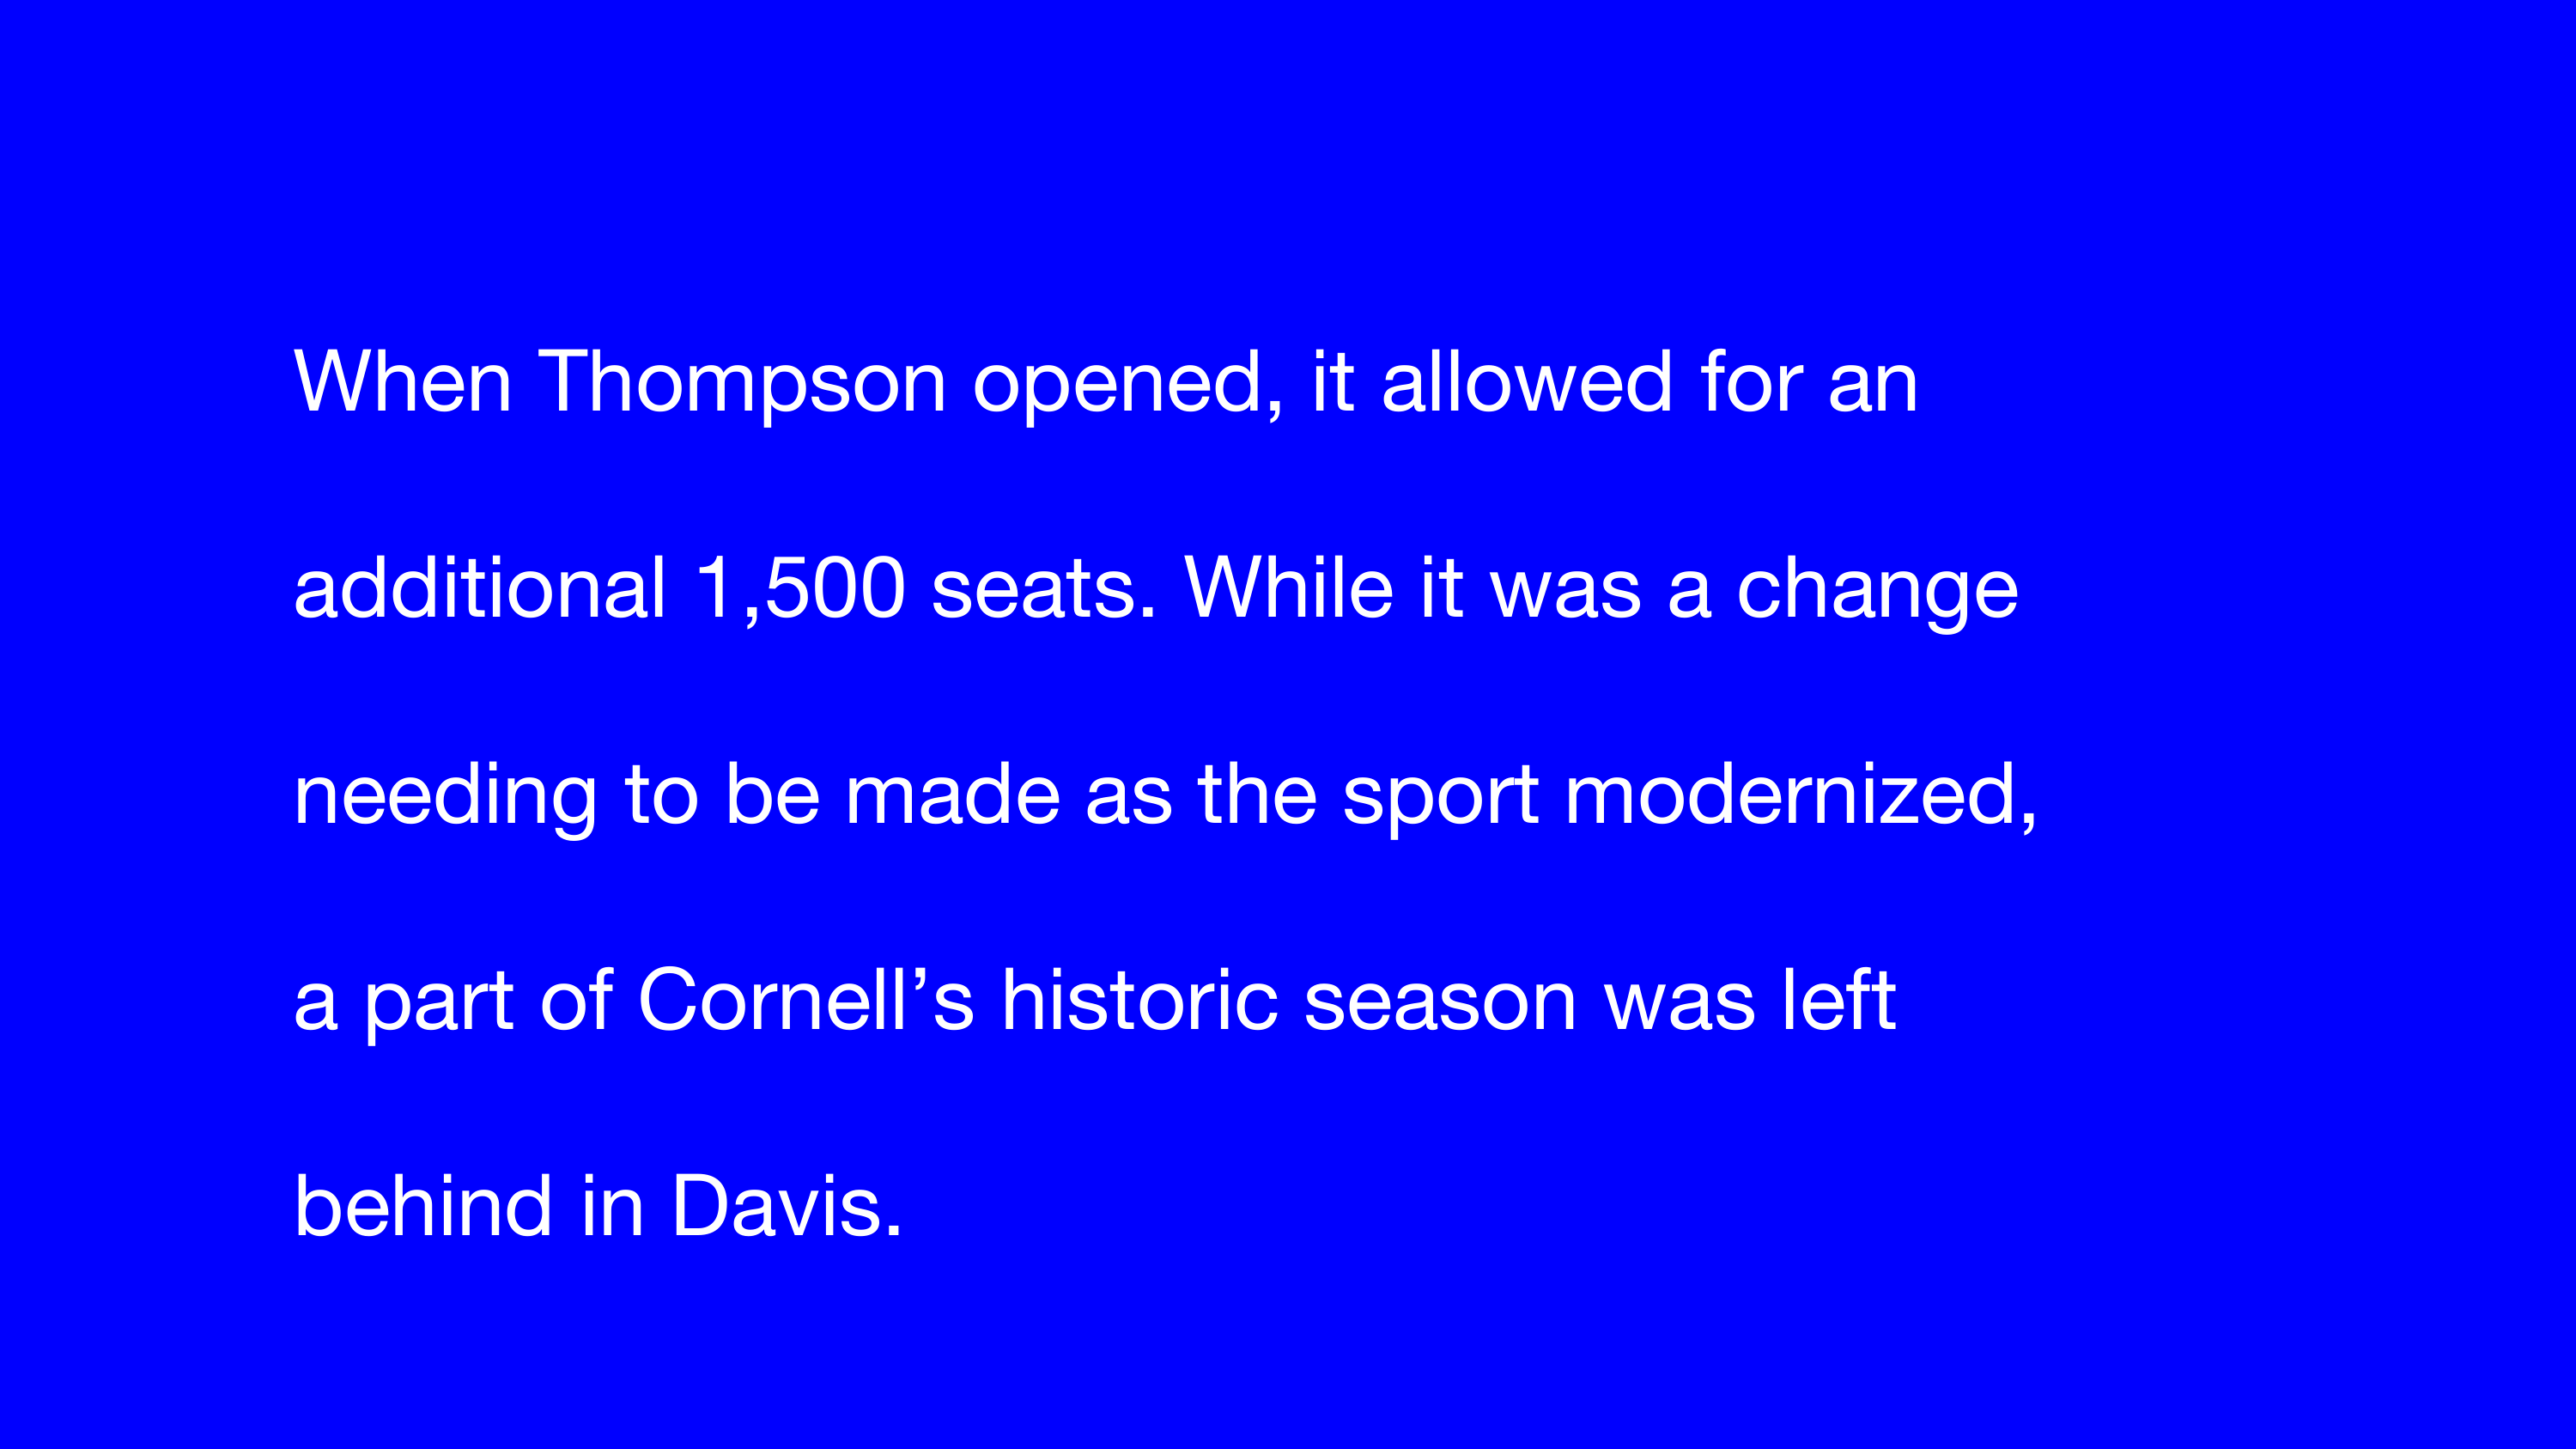 When Thompson opened, it allowed for an
additional 1,500 seats. While it was a change
needing to be made as the sport modernized,
a part of Cornell’s historic season was left
behind in Davis.